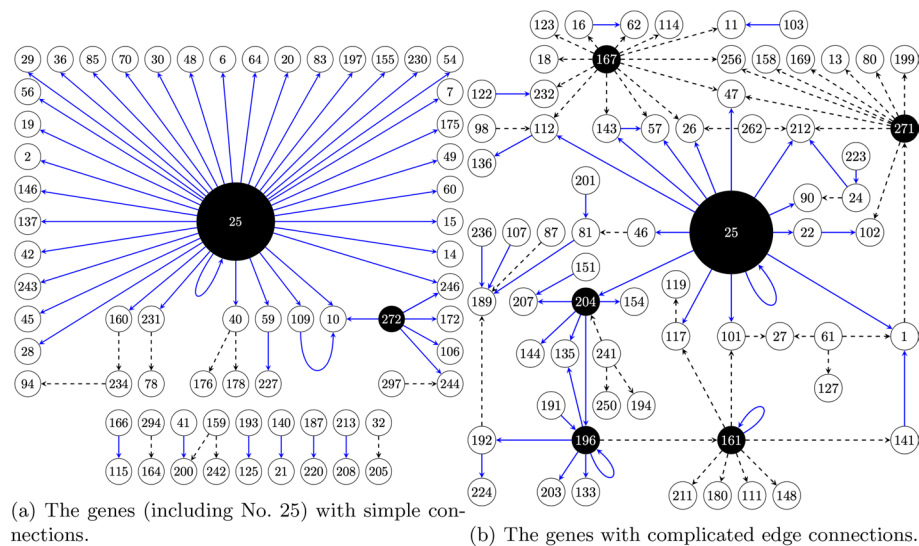 29 36 85 70 30 48 6 64 20 83 197 155 230 54
56 7
19 175
2 49
146 60
137 25 15
42 14
243 246
45 160 231 40 59 109 10 272 172
28 106
94 234 78 176 178 227 297 244
166 294 41 159 193 140 187 213 32
115 164 200 242 125 21 220 208 205
(a) The genes (including No. 25) with simple con-
nections.
123 16 62 114 11 103
18 167 256 158 169 13 80 199
122 232 47
98 112 143 57 26 262 212 271
136 223
201 90 24
236 107 87 81 46 25 22 102
151 119
189 207 204 154
144 135 241 117 101 27 61 1
250 194 127
191
192 196 161 141
224 203 133 211 180 111 148
(b) The genes with complicated edge connections.